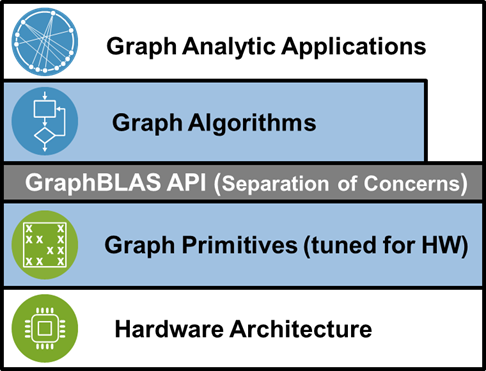 Graph Analytic Applications
Graph Algorithms
GraphBLAS API (Separation of Concerns)
x x
x x x
x x
x x
Graph Primitives (tuned for HW)
Hardware Architecture